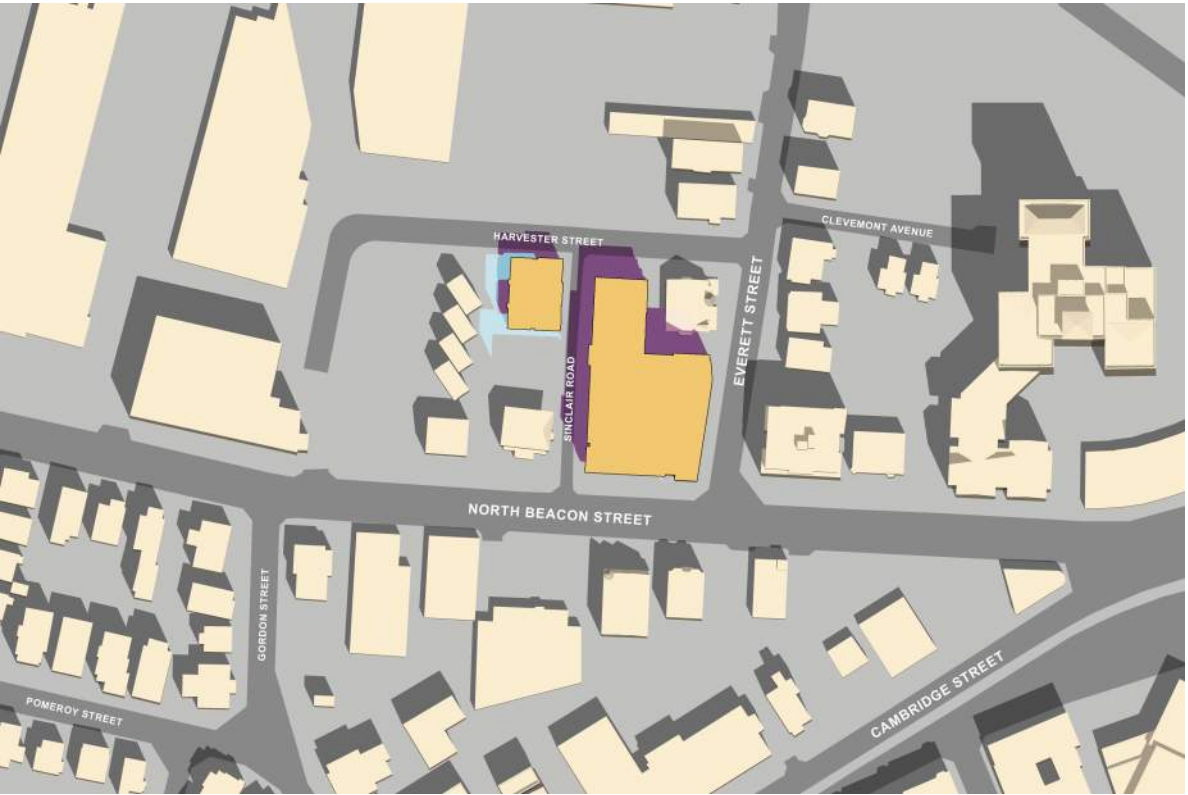 CLEVEMONT AVENUE
HARVESTER STREET
EVERETT STREET
SINCLAIR ROAD
NORTH BEACON STREET
GORDON STREET
CAMBRIDGE STREET
POMEROY STREET